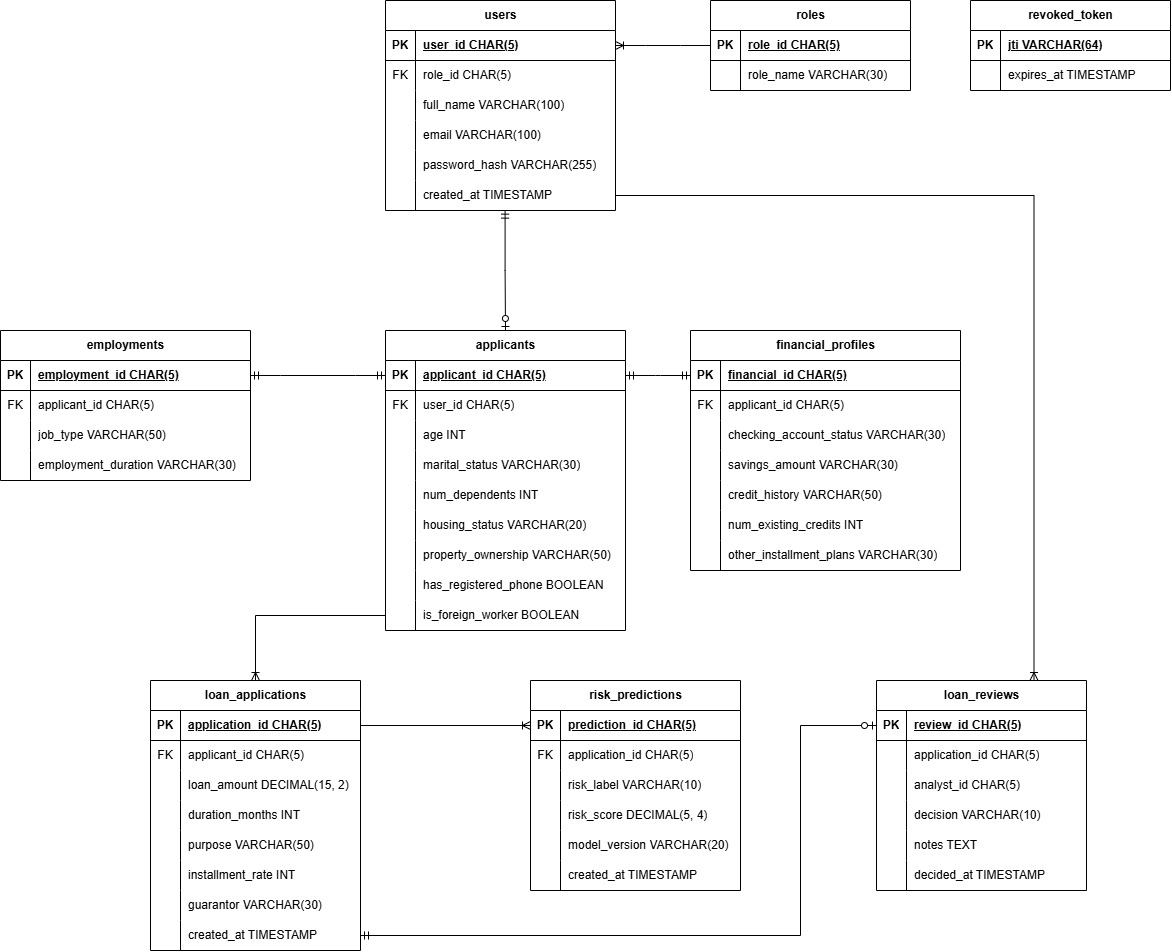 users
PK user_id CHAR(5)
FK role_id CHAR(5)
full_name VARCHAR(100)
email VARCHAR(100)
password_hash VARCHAR(255)
created_at TIMESTAMP
roles
PK role_id CHAR(5)
role_name VARCHAR(30)
revoked_token
PK jti VARCHAR(64)
expires_at TIMESTAMP
employments
PK employment_id CHAR(5)
FK applicant_id CHAR(5)
job_type VARCHAR(50)
employment_duration VARCHAR(30)
applicants
PK applicant_id CHAR(5)
FK user_id CHAR(5)
age INT
marital_status VARCHAR(30)
num_dependents INT
housing_status VARCHAR(20)
property_ownership VARCHAR(50)
has_registered_phone BOOLEAN
is_foreign_worker BOOLEAN
financial_profiles
PK financial_id CHAR(5)
FK applicant_id CHAR(5)
checking_account_status VARCHAR(30)
savings_amount VARCHAR(30)
credit_history VARCHAR(50)
num_existing_credits INT
other_installment_plans VARCHAR(30)
loan_applications
PK application_id CHAR(5)
FK applicant_id CHAR(5)
loan_amount DECIMAL(15, 2)
duration_months INT
purpose VARCHAR(50)
installment_rate INT
guarantor VARCHAR(30)
created_at TIMESTAMP
risk_predictions
PK prediction_id CHAR(5)
FK application_id CHAR(5)
risk_label VARCHAR(10)
risk_score DECIMAL(5, 4)
model_version VARCHAR(20)
created_at TIMESTAMP
loan_reviews
PK review_id CHAR(5)
application_id CHAR(5)
analyst_id CHAR(5)
decision VARCHAR(10)
notes TEXT
decided_at TIMESTAMP